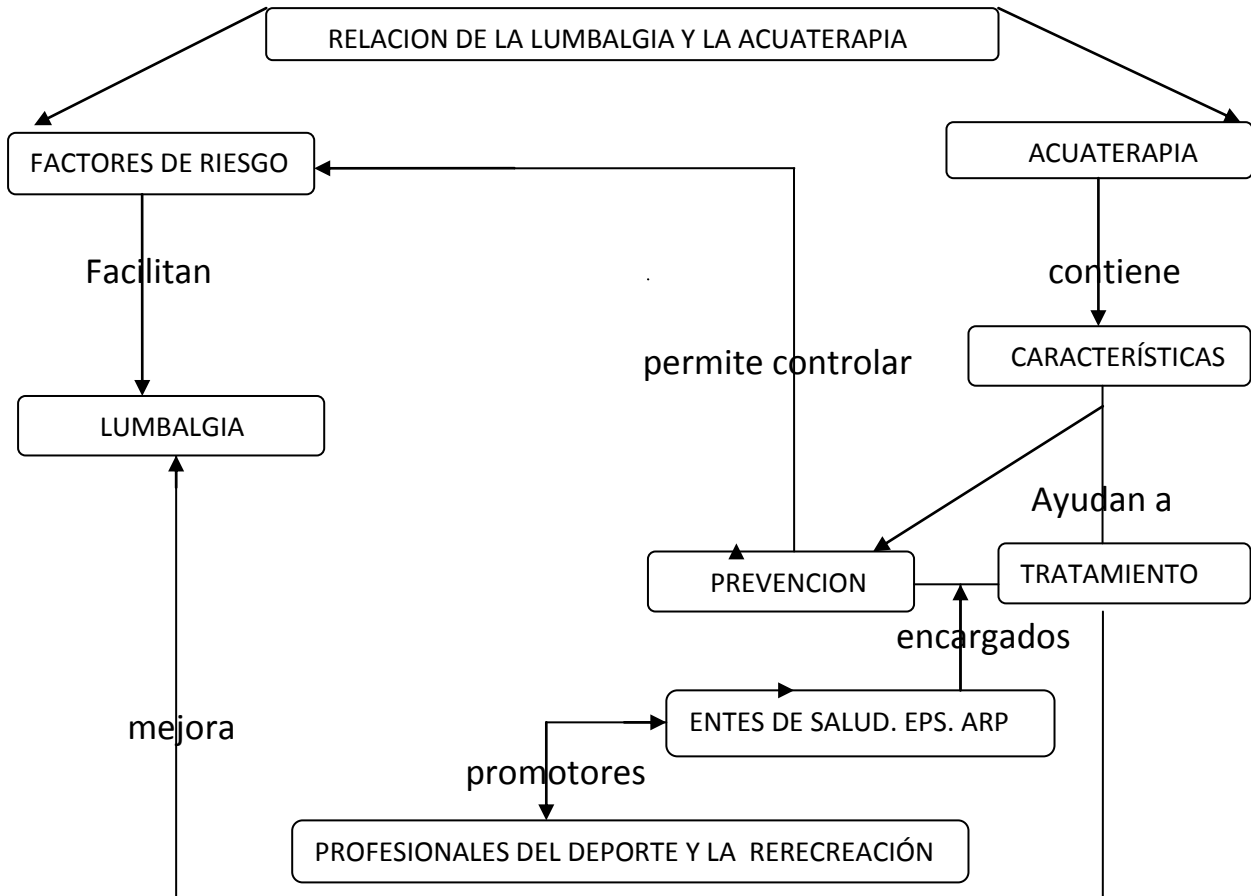 RELACION DE LA LUMBALGIA Y LA ACUATERAPIA
FACTORES DE RIESGO
ACUATERAPIA
Facilitan
contiene
permite controlar
CARACTERÍSTICAS
LUMBALGIA
Ayudan a
PREVENCION
TRATAMIENTO
encargados
mejora
ENTES DE SALUD. EPS. ARP
promotores
PROFESIONALES DEL DEPORTE Y LA RERECREACIÓN